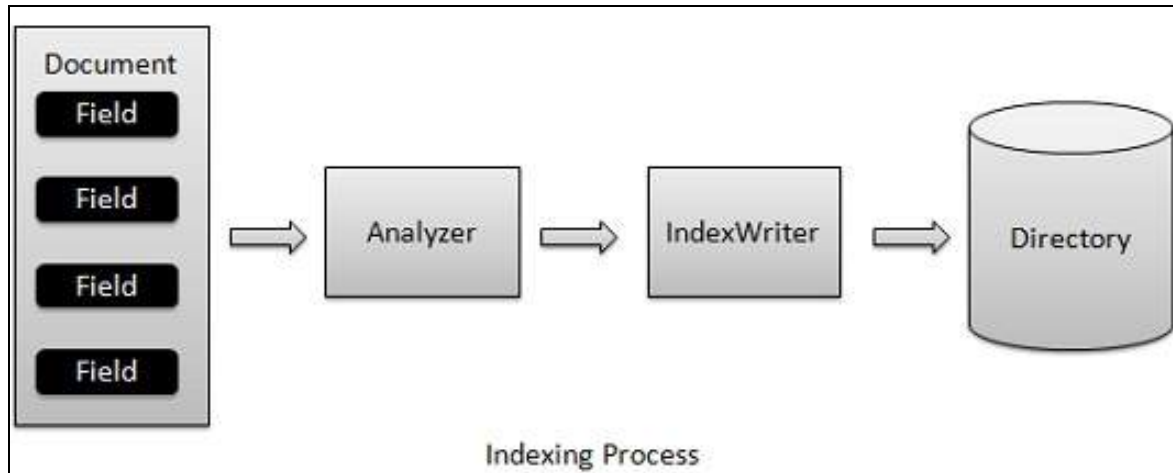 Document
Field
Field
Field
Field
Analyzer
IndexWriter
Directory
Indexing Process